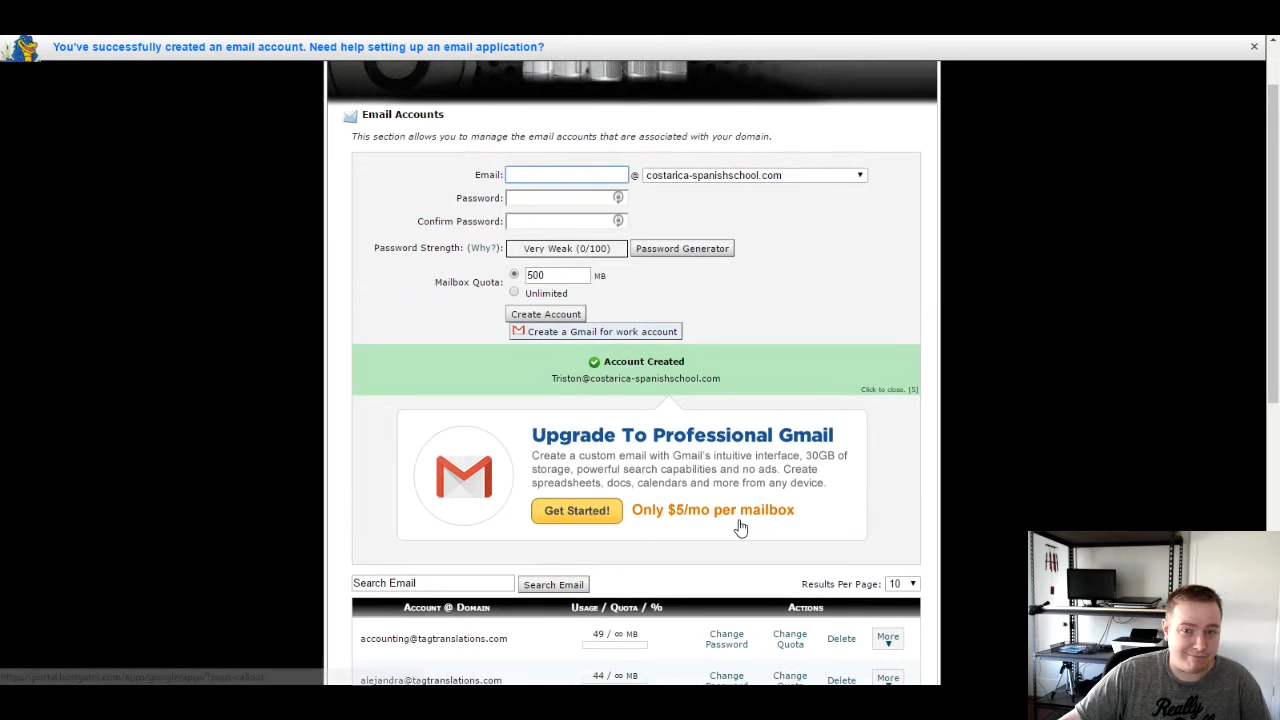 You've successfully created an email account. Need help setting up an email application?
×
Email Accounts
This section allows you to manage the email accounts that are associated with your domain.
Email: @ costarica-spanishschool.com
Password:
Confirm Password:
Password Strength: (Why?): Very Weak (0/100) Password Generator
Mailbox Quota: 500 MB
Unlimited
Create Account
Create a Gmail for work account
Account Created
Triston@costarica-spanishschool.com
Click to close. [5]
Upgrade To Professional Gmail
Create a custom email with Gmail's intuitive interface, 30GB of
storage, powerful search capabilities and no ads. Create
spreadsheets, docs, calendars and more from any device.
Get Started! Only $5/mo per mailbox
Search Email Search Email Results Per Page: 10
Account @ Domain Usage / Quota / % Actions
accounting@tagtranslations.com 49 / ∞ MB Change Password Change Quota Delete More
alejandra@tagtranslations.com 44 / ∞ MB Change Change Delete More
Really